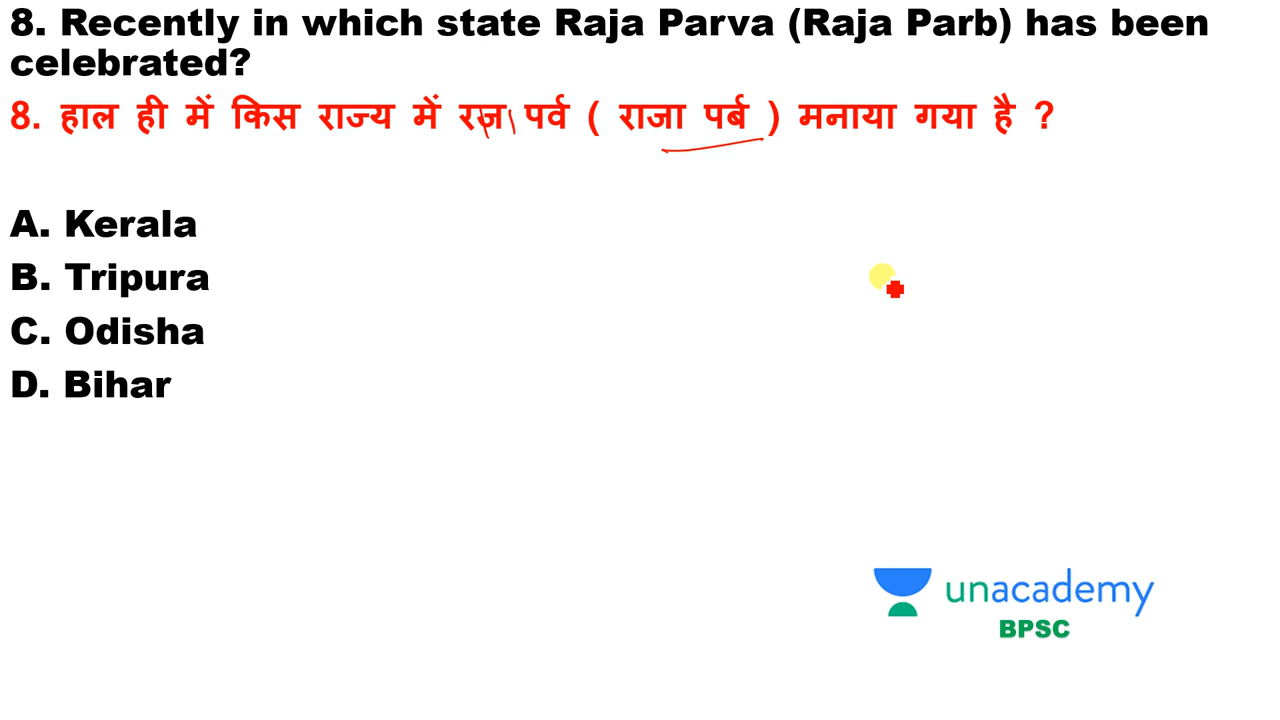 8. Recently in which state Raja Parva (Raja Parb) has been
celebrated?
8. हाल ही में किस राज्य में रज पर्व ( राजा पर्ब ) मनाया गया है ?
A. Kerala
B. Tripura
C. Odisha
D. Bihar
unacademy
BPSC